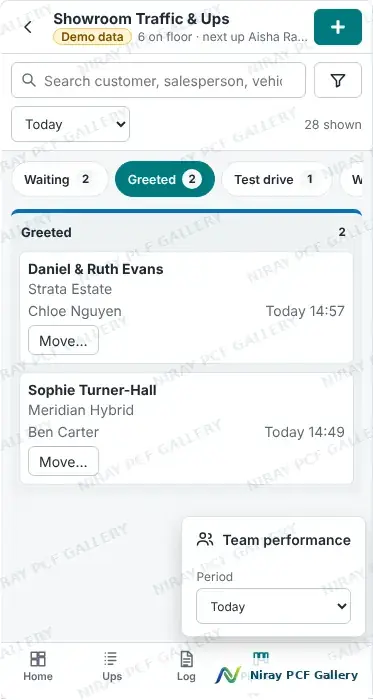 Showroom Traffic & Ups
Demo data 6 on floor · next up Aisha Ra...
Search customer, salesperson, vehic
Today
28 shown
Waiting 2
Greeted 2
Test drive 1
W
Greeted 2
Daniel & Ruth Evans
Strata Estate
Chloe Nguyen Today 14:57
Move...
Sophie Turner-Hall
Meridian Hybrid
Ben Carter Today 14:49
Move...
Team performance
Period
Today
Home
Ups
Log
Niray PCF Gallery
NIRAY PCF GALLERY